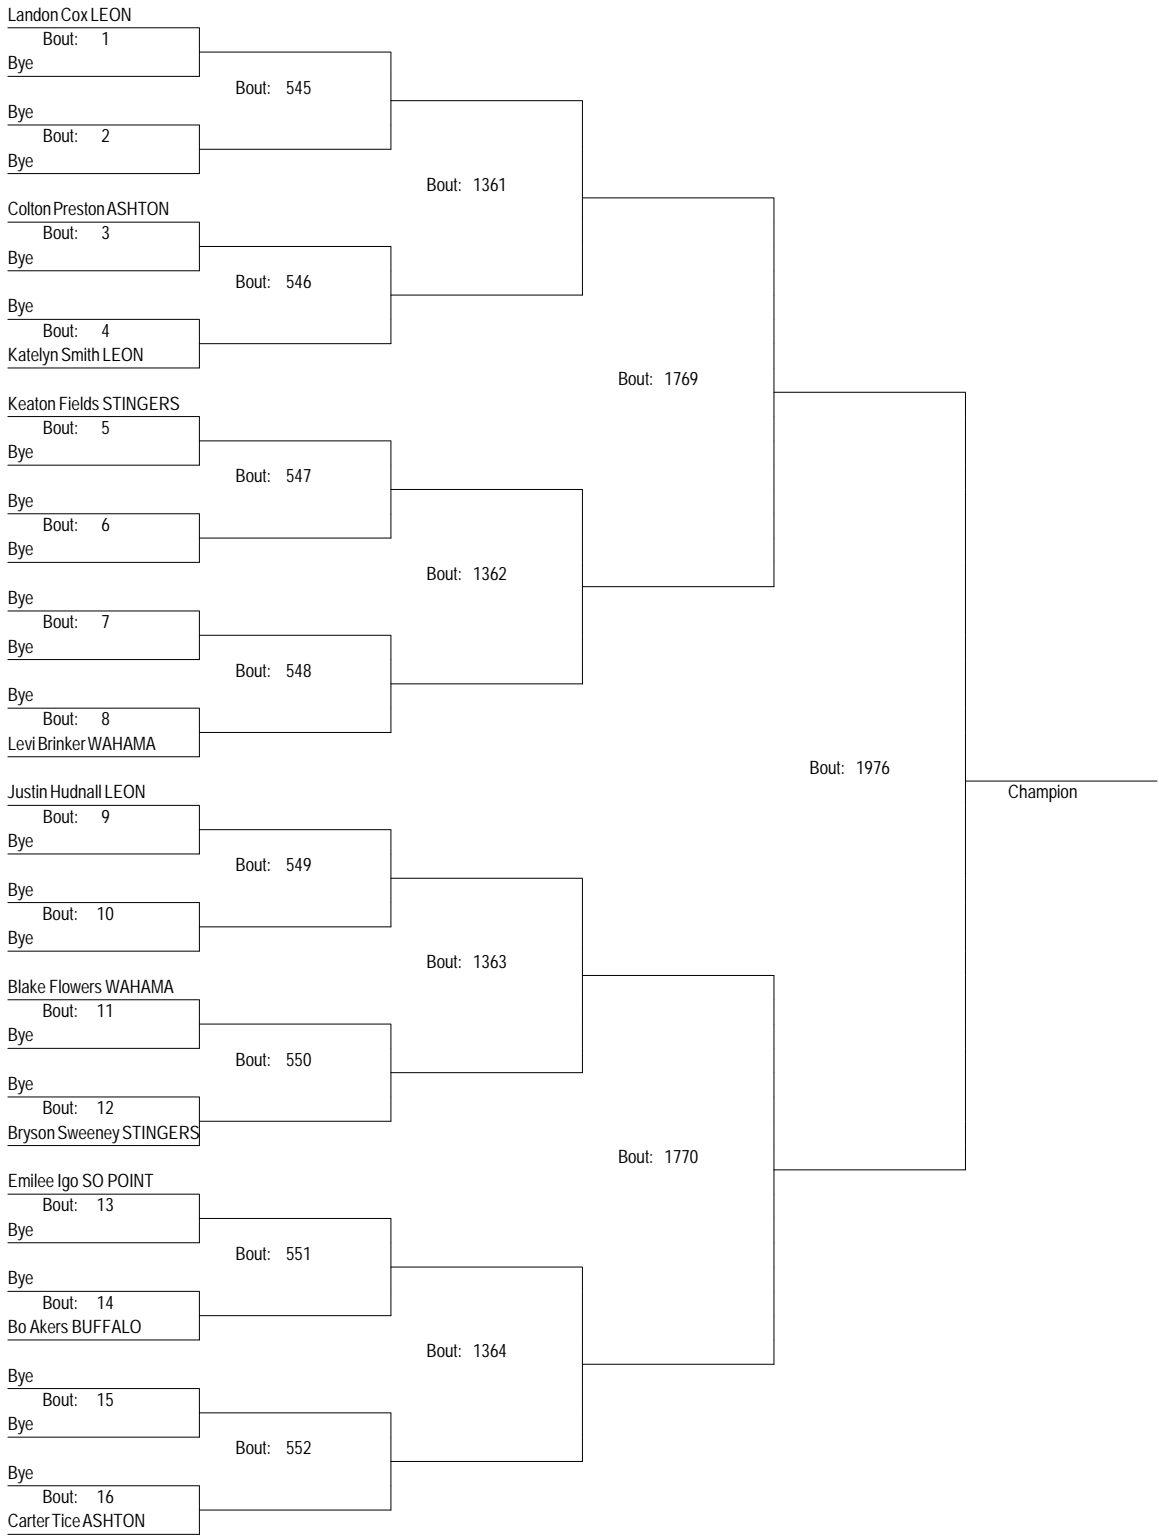 Landon Cox LEON
Bout: 1
Bye
Bout: 545
Bye
Bout: 2
Bye
Bout: 1361
Colton Preston ASHTON
Bout: 3
Bye
Bout: 546
Bye
Bout: 4
Katelyn Smith LEON
Bout: 1769
Keaton Fields STINGERS
Bout: 5
Bye
Bout: 547
Bye
Bout: 6
Bye
Bout: 1362
Bye
Bout: 7
Bye
Bout: 548
Bye
Bout: 8
Levi Brinker WAHAMA
Bout: 1976
Champion
Justin Hudnall LEON
Bout: 9
Bye
Bout: 549
Bye
Bout: 10
Bye
Bout: 1363
Blake Flowers WAHAMA
Bout: 11
Bye
Bout: 550
Bye
Bout: 12
Bryson Sweeney STINGERS
Bout: 1770
Emilee Igo SO POINT
Bout: 13
Bye
Bout: 551
Bye
Bout: 14
Bo Akers BUFFALO
Bout: 1364
Bye
Bout: 15
Bye
Bout: 552
Bye
Bout: 16
Carter Tice ASHTON